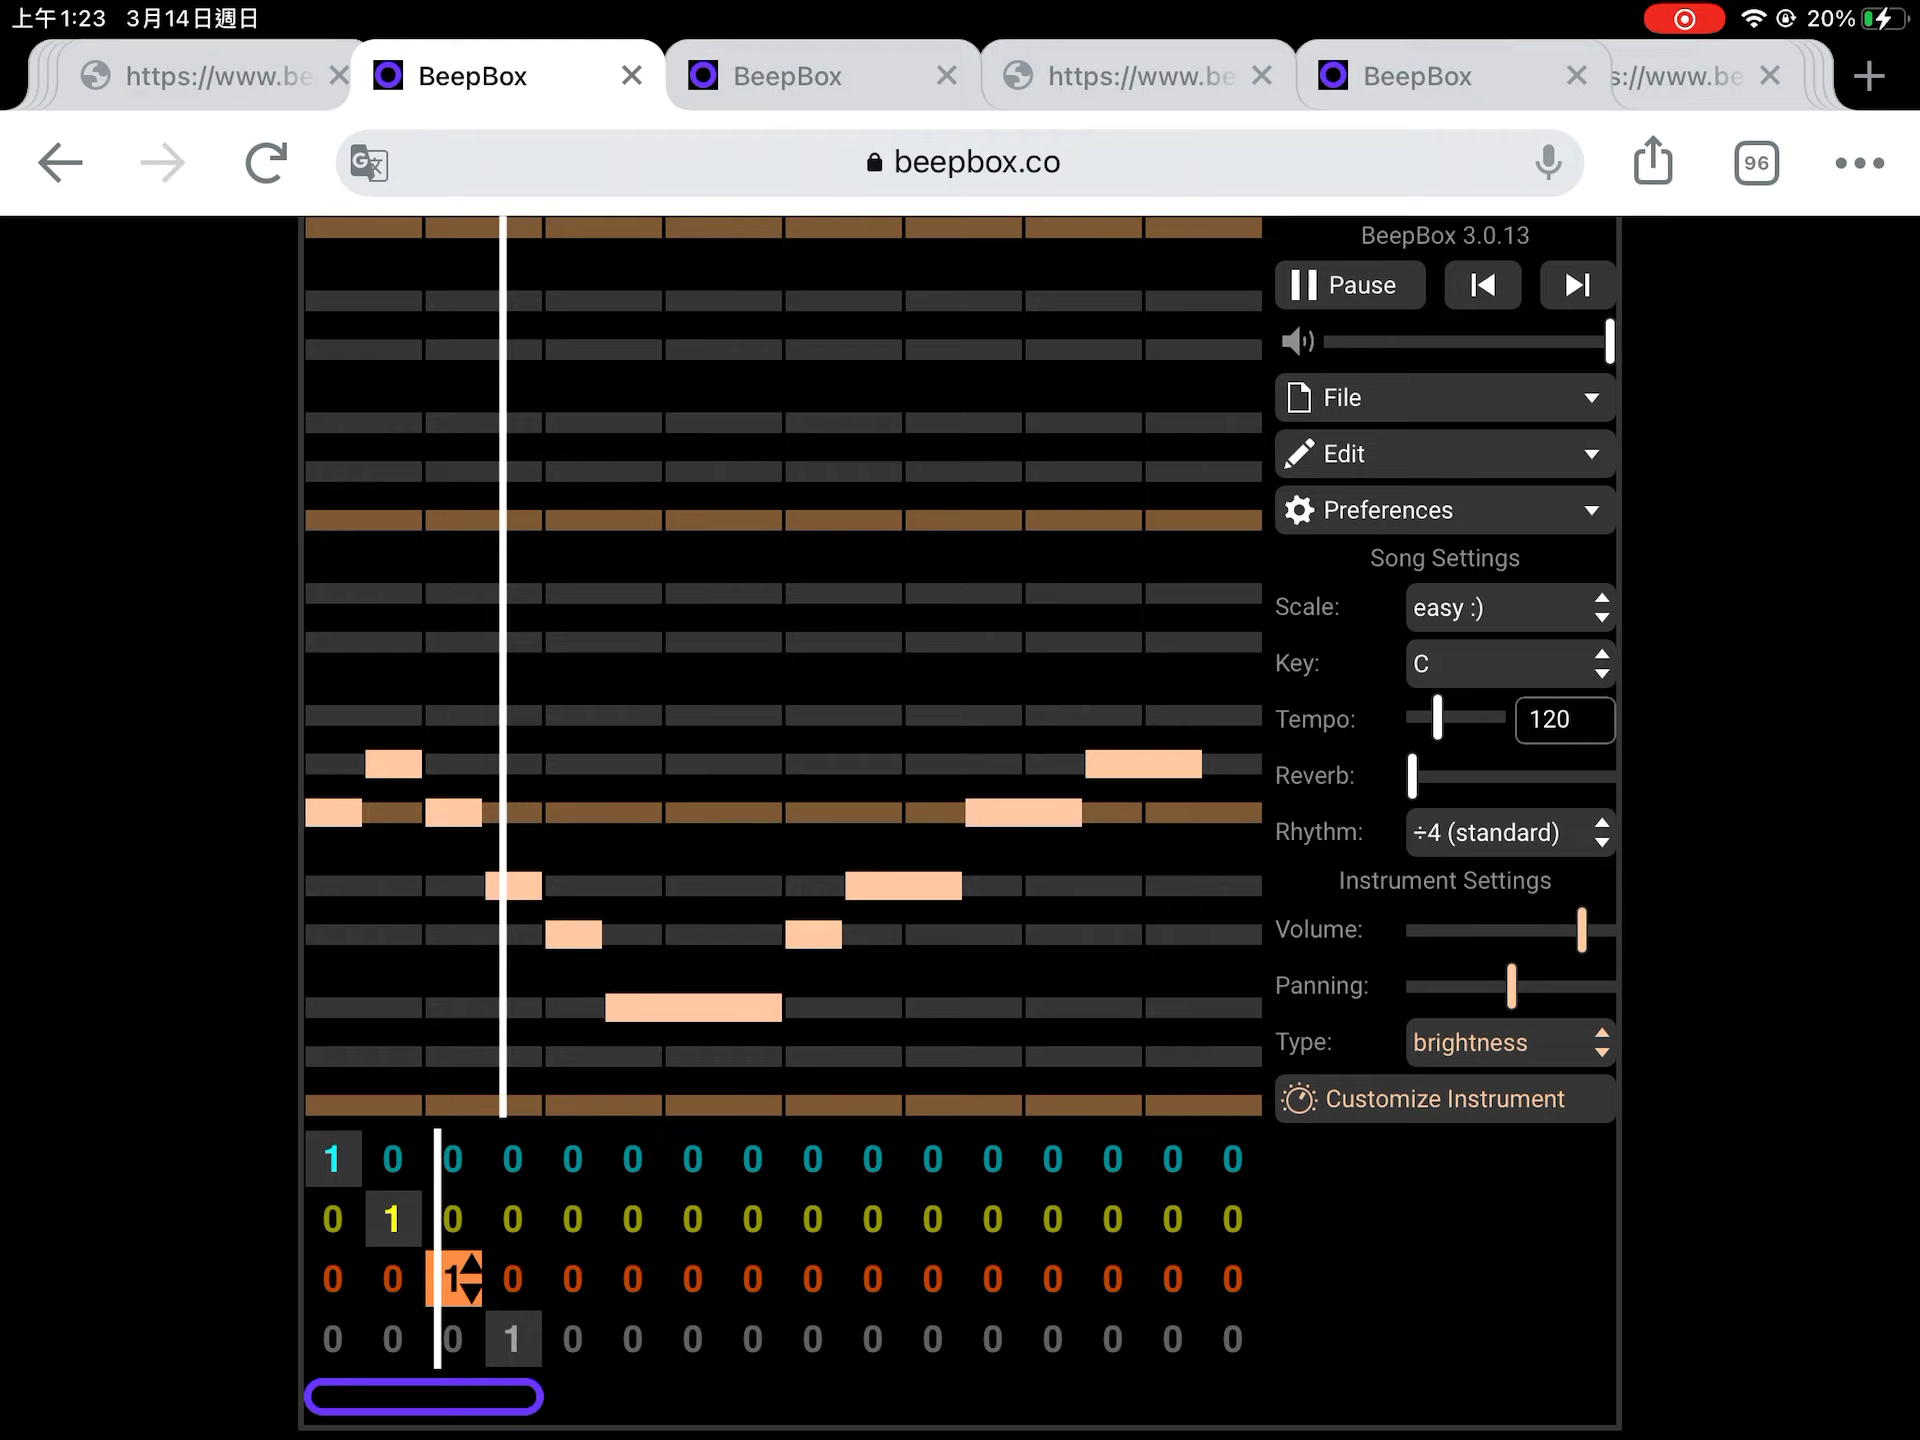 上午1:23 3月14日週日 20%
https://www.be BeepBox BeepBox https://www.be BeepBox s://www.be
beepbox.co 96
BeepBox 3.0.13
Pause
File
Edit
Preferences
Song Settings
Scale: easy :)
Key: C
Tempo: 120
Reverb:
Rhythm: ÷4 (standard)
Instrument Settings
Volume:
Panning:
Type: brightness
Customize Instrument
1 0 0 0 0 0 0 0 0 0 0 0 0 0 0 0
0 1 0 0 0 0 0 0 0 0 0 0 0 0 0 0
0 0 1 0 0 0 0 0 0 0 0 0 0 0 0 0
0 0 0 1 0 0 0 0 0 0 0 0 0 0 0 0